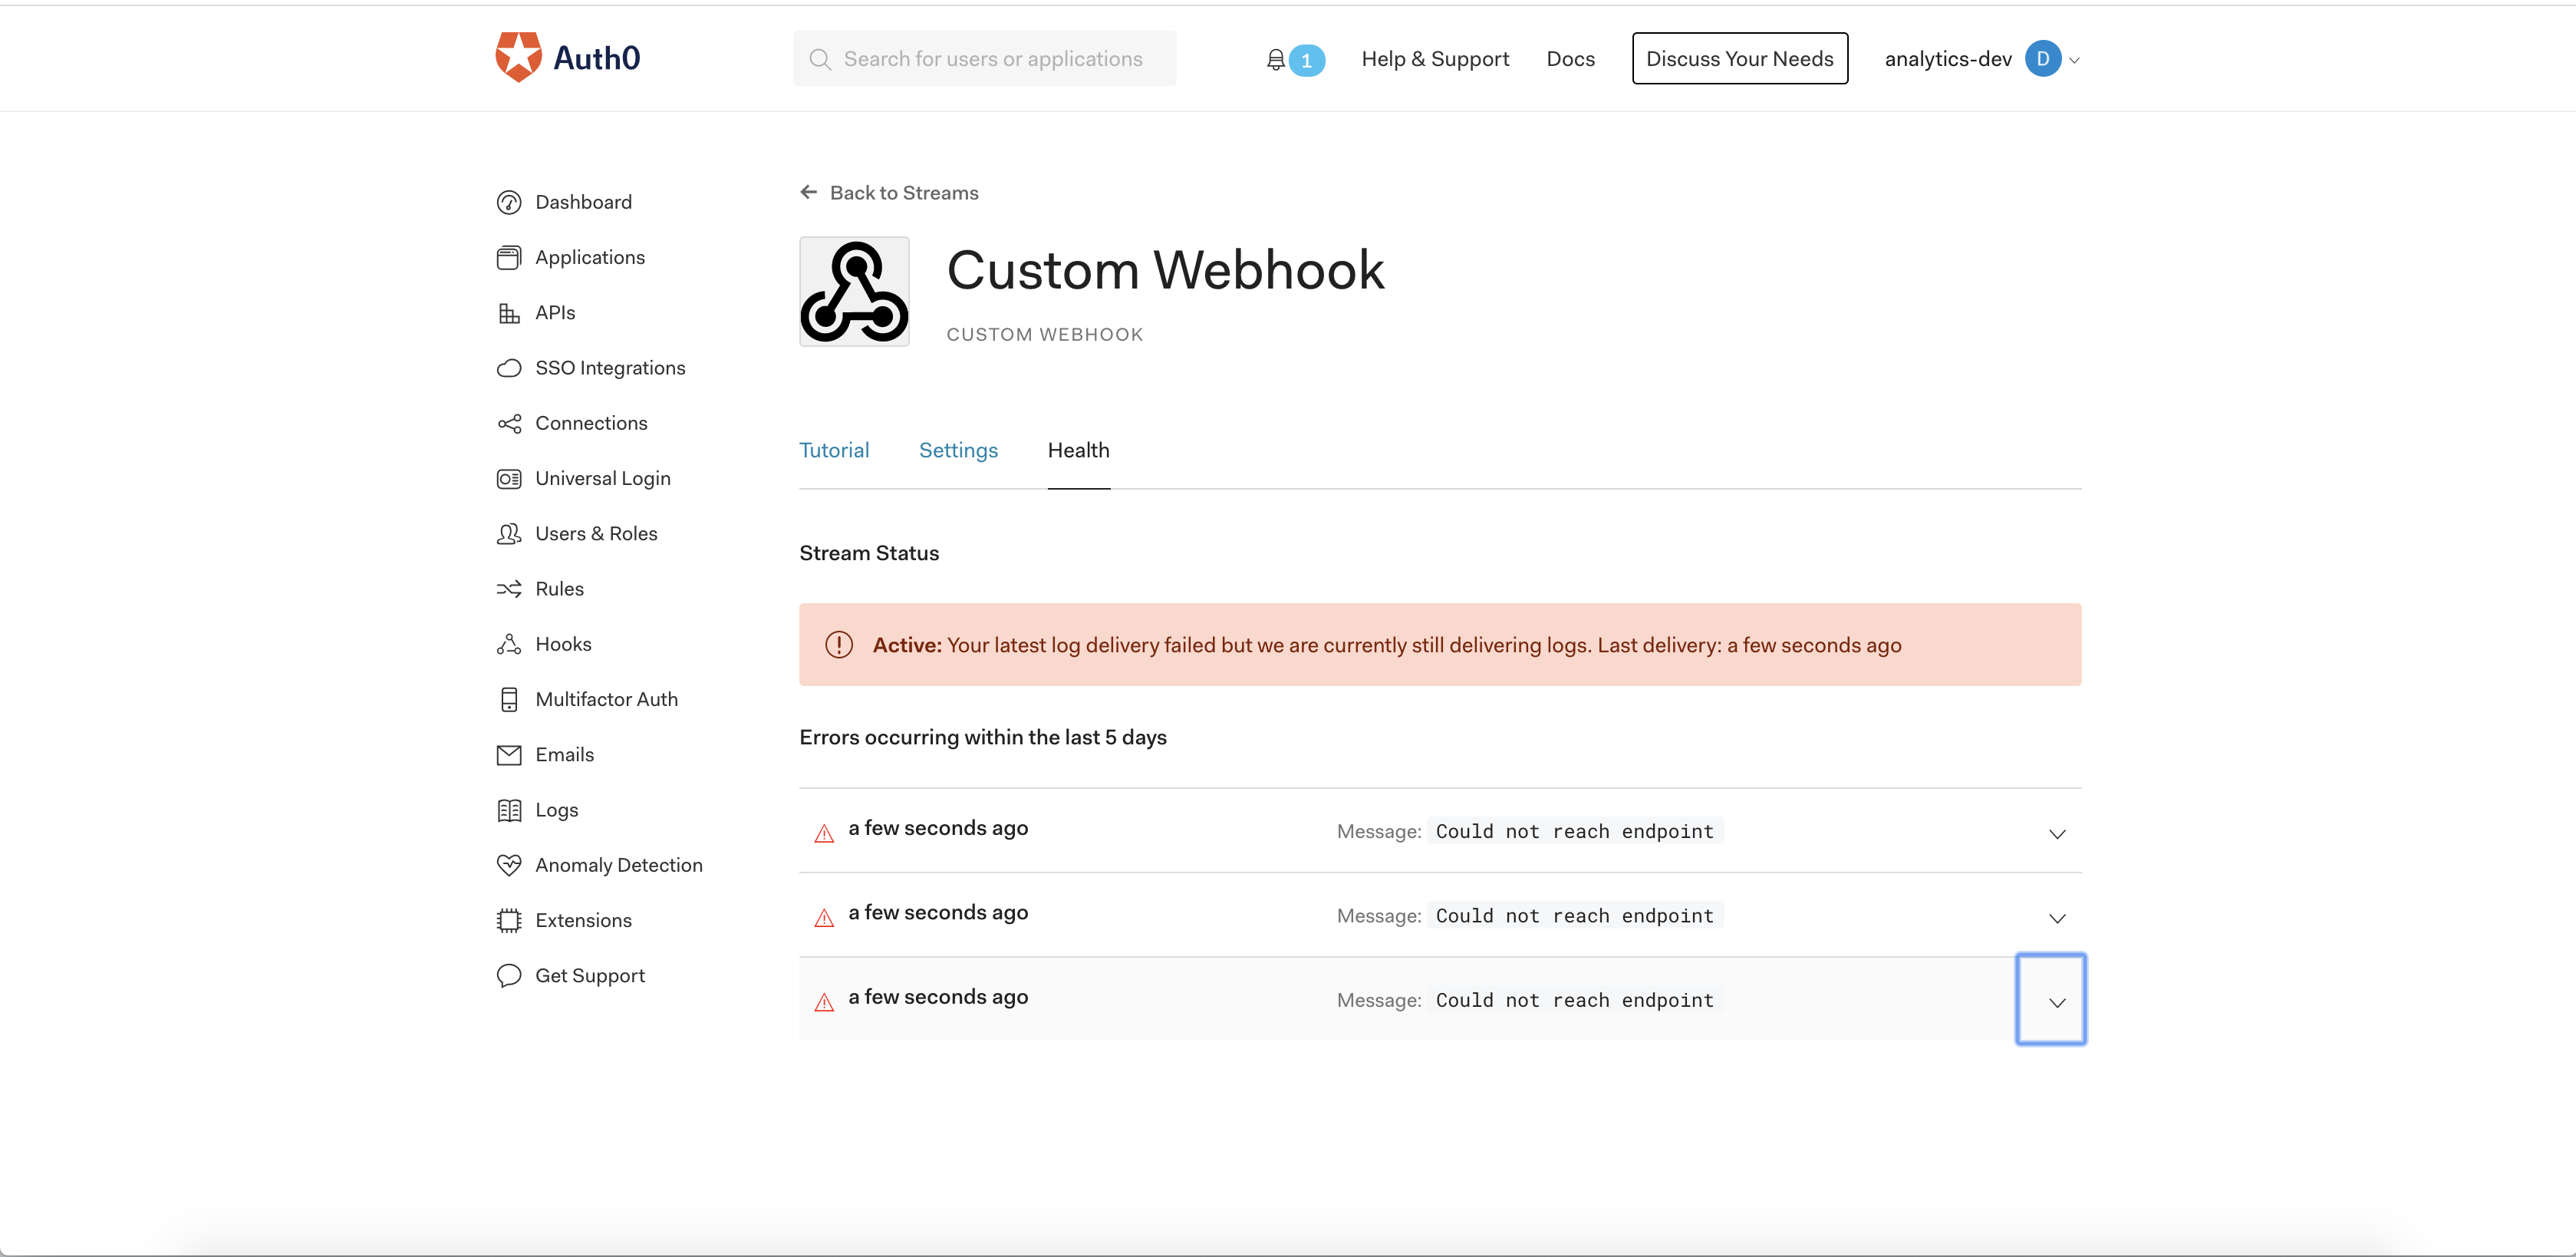 Auth0
Search for users or applications
1
Help & Support
Docs
Discuss Your Needs
analytics-dev
D
Dashboard
Applications
APIs
SSO Integrations
Connections
Universal Login
Users & Roles
Rules
Hooks
Multifactor Auth
Emails
Logs
Anomaly Detection
Extensions
Get Support
Back to Streams
Custom Webhook
CUSTOM WEBHOOK
Tutorial
Settings
Health
Stream Status
Active: Your latest log delivery failed but we are currently still delivering logs. Last delivery: a few seconds ago
Errors occurring within the last 5 days
a few seconds ago
Message: Could not reach endpoint
a few seconds ago
Message: Could not reach endpoint
a few seconds ago
Message: Could not reach endpoint